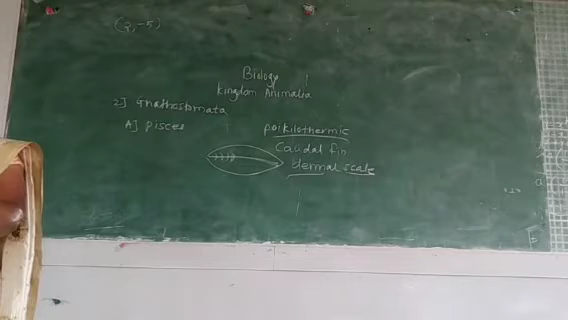 (2,-5)
Biology
Kingdom Animalia
2] Gnathostomata
A] Pisces
poikilothermic
Caudal fin
dermal scale